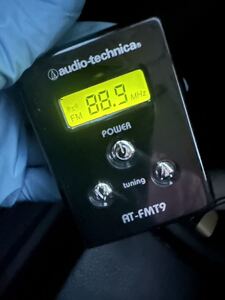 audio-technica®
FM 88.9 MHz
POWER
tuning
AT-FMT9